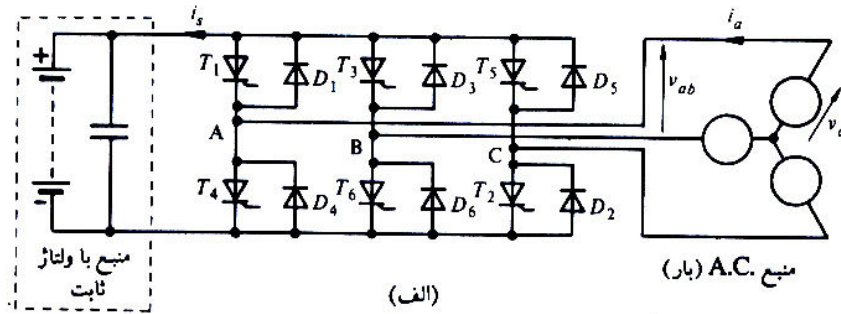 i_s
i_a
+
-
T_1
D_1
T_3
D_3
T_5
D_5
v_ab
A
B
C
T_4
D_4
T_6
D_6
T_2
D_2
منبع با ولتاژ
ثابت
(الف)
منبع A.C. (بار)